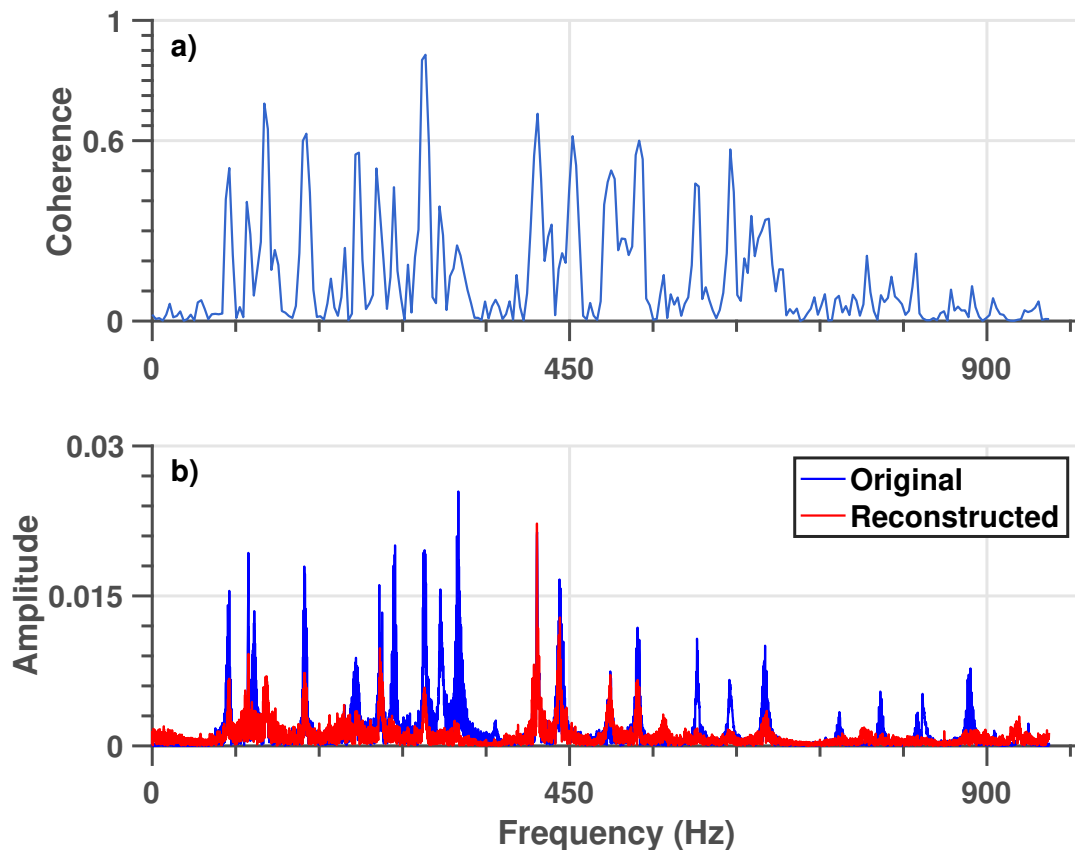 a)
1
0.6
0
Coherence
0 450 900
b)
0.03
0.015
0
Amplitude
Original
Reconstructed
0 450 900
Frequency (Hz)